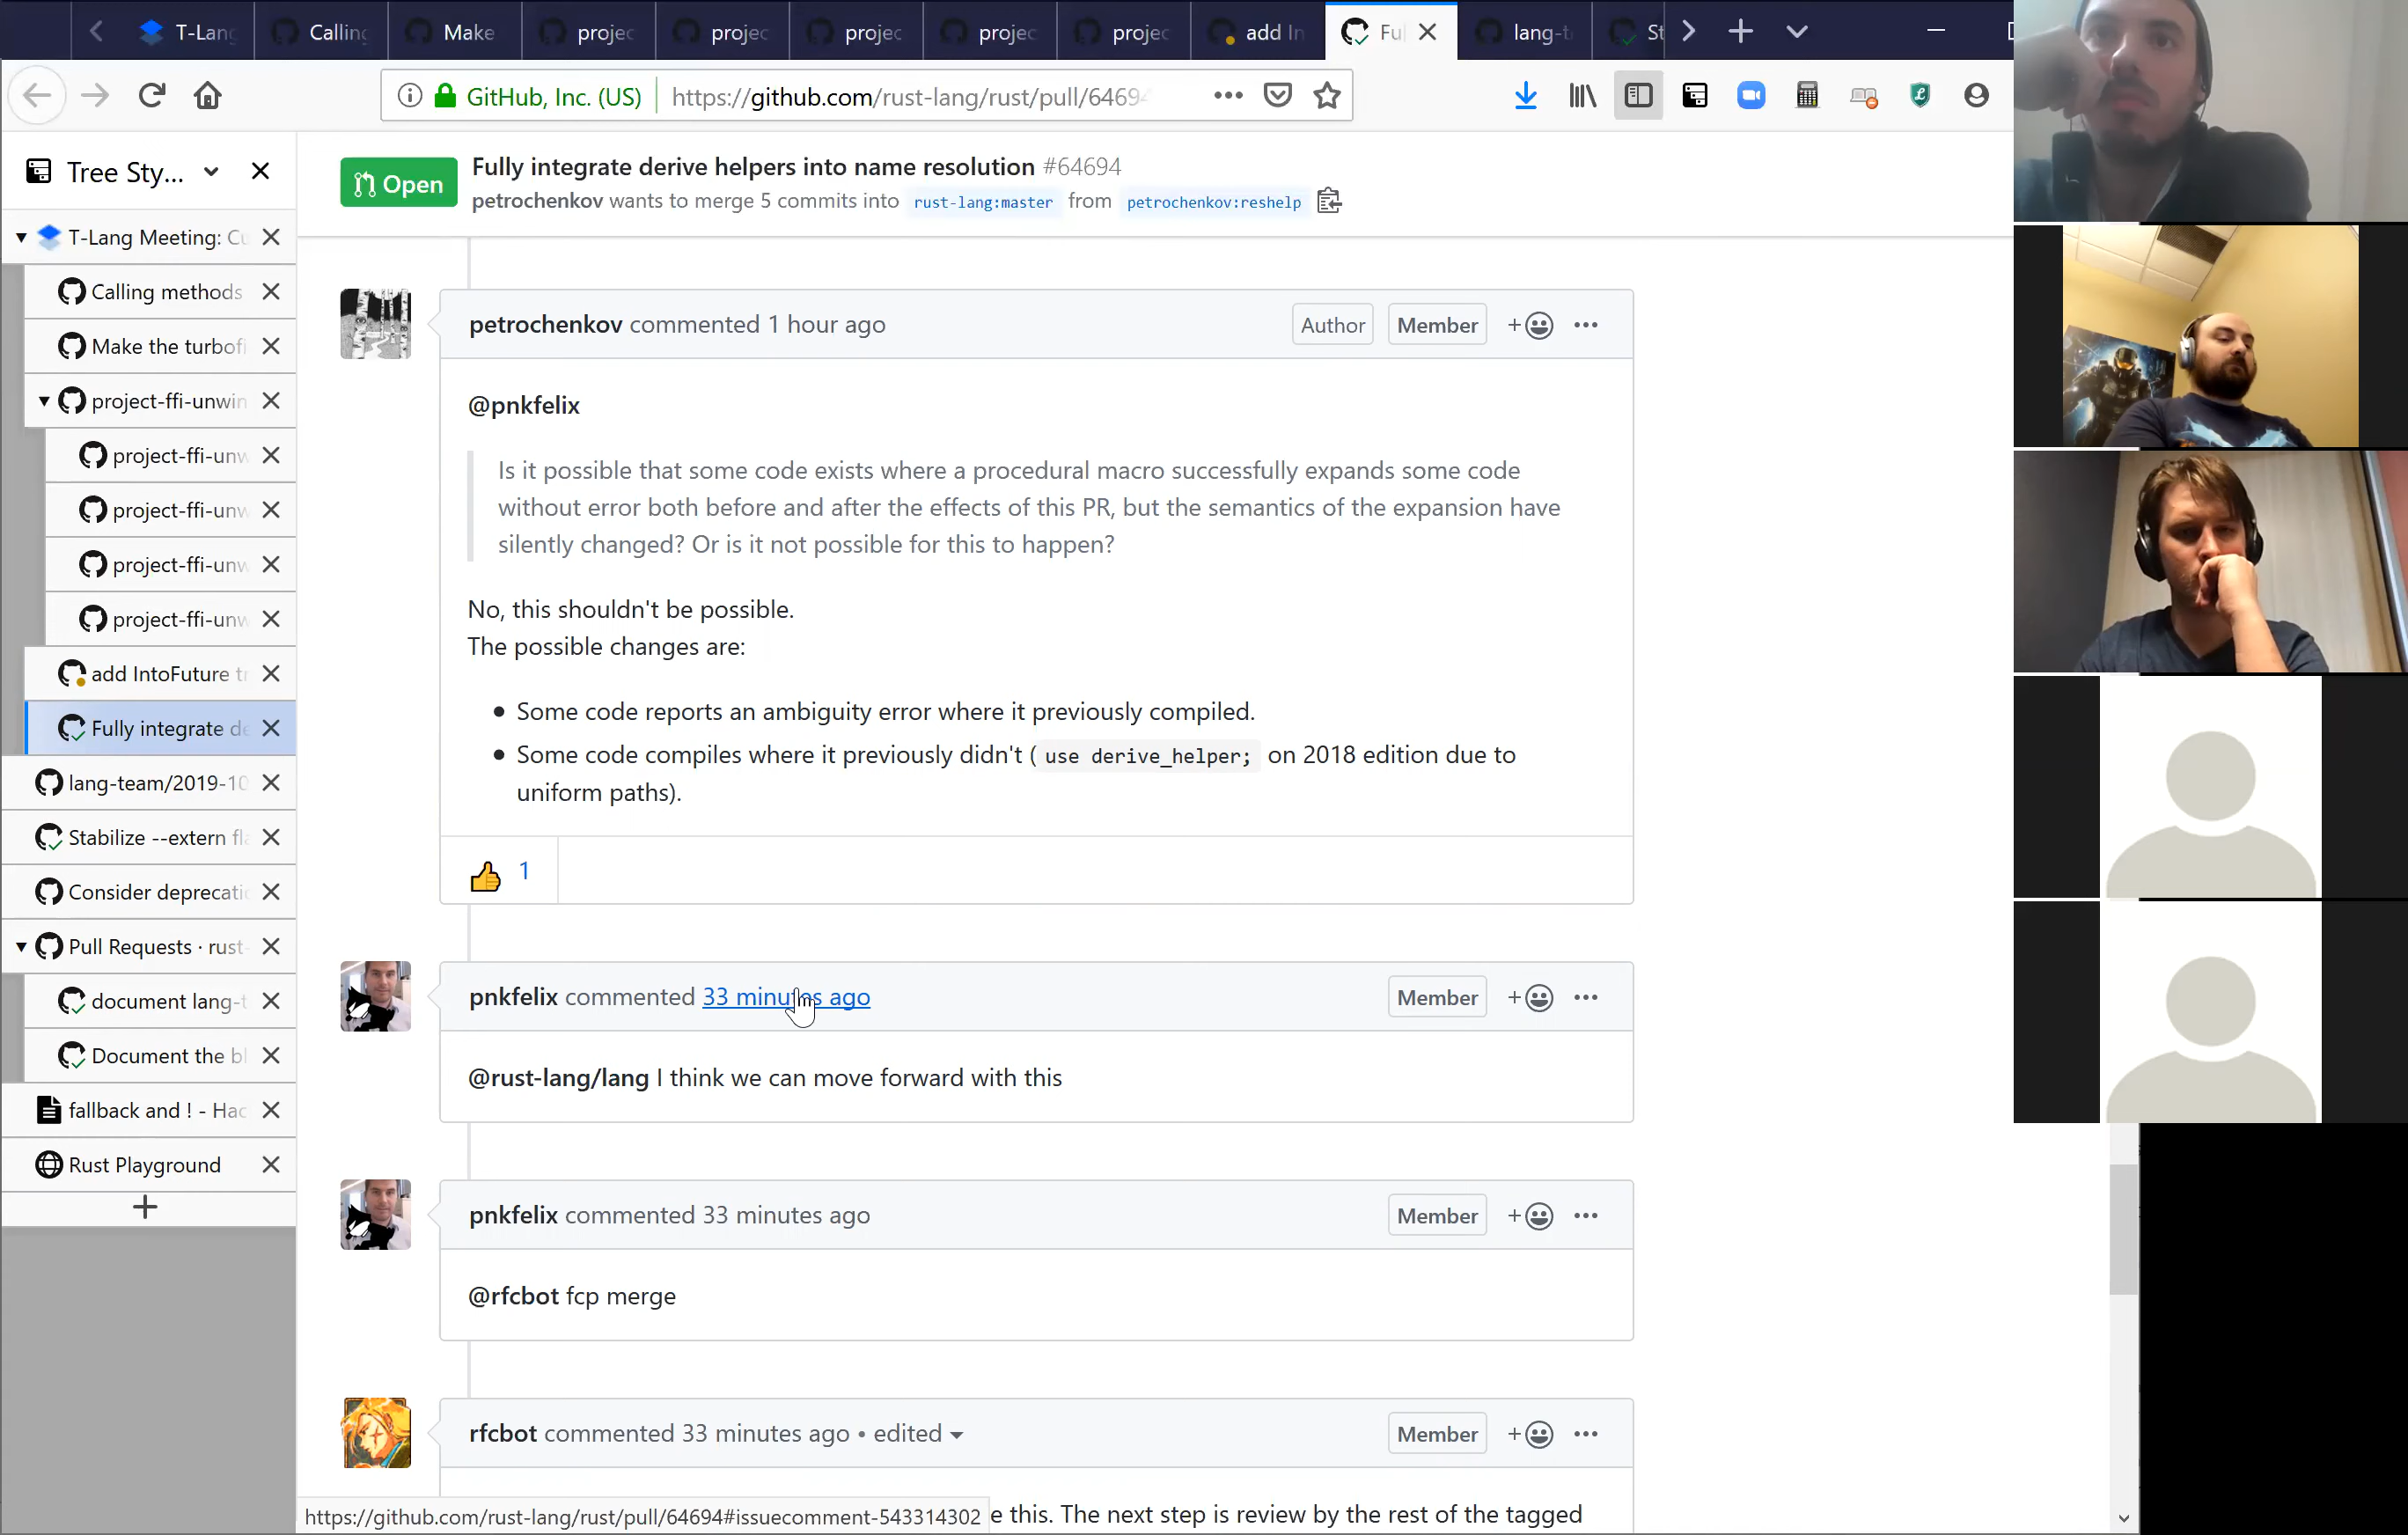 T-Lang
Calling
Make
projec
projec
projec
projec
projec
add In
Ful
lang-t
St
GitHub, Inc. (US)
https://github.com/rust-lang/rust/pull/64694
Tree Sty...
T-Lang Meeting: Cu
Calling methods
Make the turbofi
project-ffi-unwin
project-ffi-unw
project-ffi-unw
project-ffi-unw
project-ffi-unw
add IntoFuture tr
Fully integrate de
lang-team/2019-10
Stabilize --extern fla
Consider deprecatio
Pull Requests · rust-
document lang-t
Document the bl
fallback and ! - Hac
Rust Playground
Open
Fully integrate derive helpers into name resolution #64694
petrochenkov wants to merge 5 commits into rust-lang:master from petrochenkov:reshelp
petrochenkov commented 1 hour ago
Author
Member
@pnkfelix
Is it possible that some code exists where a procedural macro successfully expands some code
without error both before and after the effects of this PR, but the semantics of the expansion have
silently changed? Or is it not possible for this to happen?
No, this shouldn't be possible.
The possible changes are:
Some code reports an ambiguity error where it previously compiled.
Some code compiles where it previously didn't ( use derive_helper; on 2018 edition due to
uniform paths).
1
pnkfelix commented 33 minutes ago
Member
@rust-lang/lang I think we can move forward with this
pnkfelix commented 33 minutes ago
Member
@rfcbot fcp merge
rfcbot commented 33 minutes ago • edited
Member
https://github.com/rust-lang/rust/pull/64694#issuecomment-543314302
e this. The next step is review by the rest of the tagged